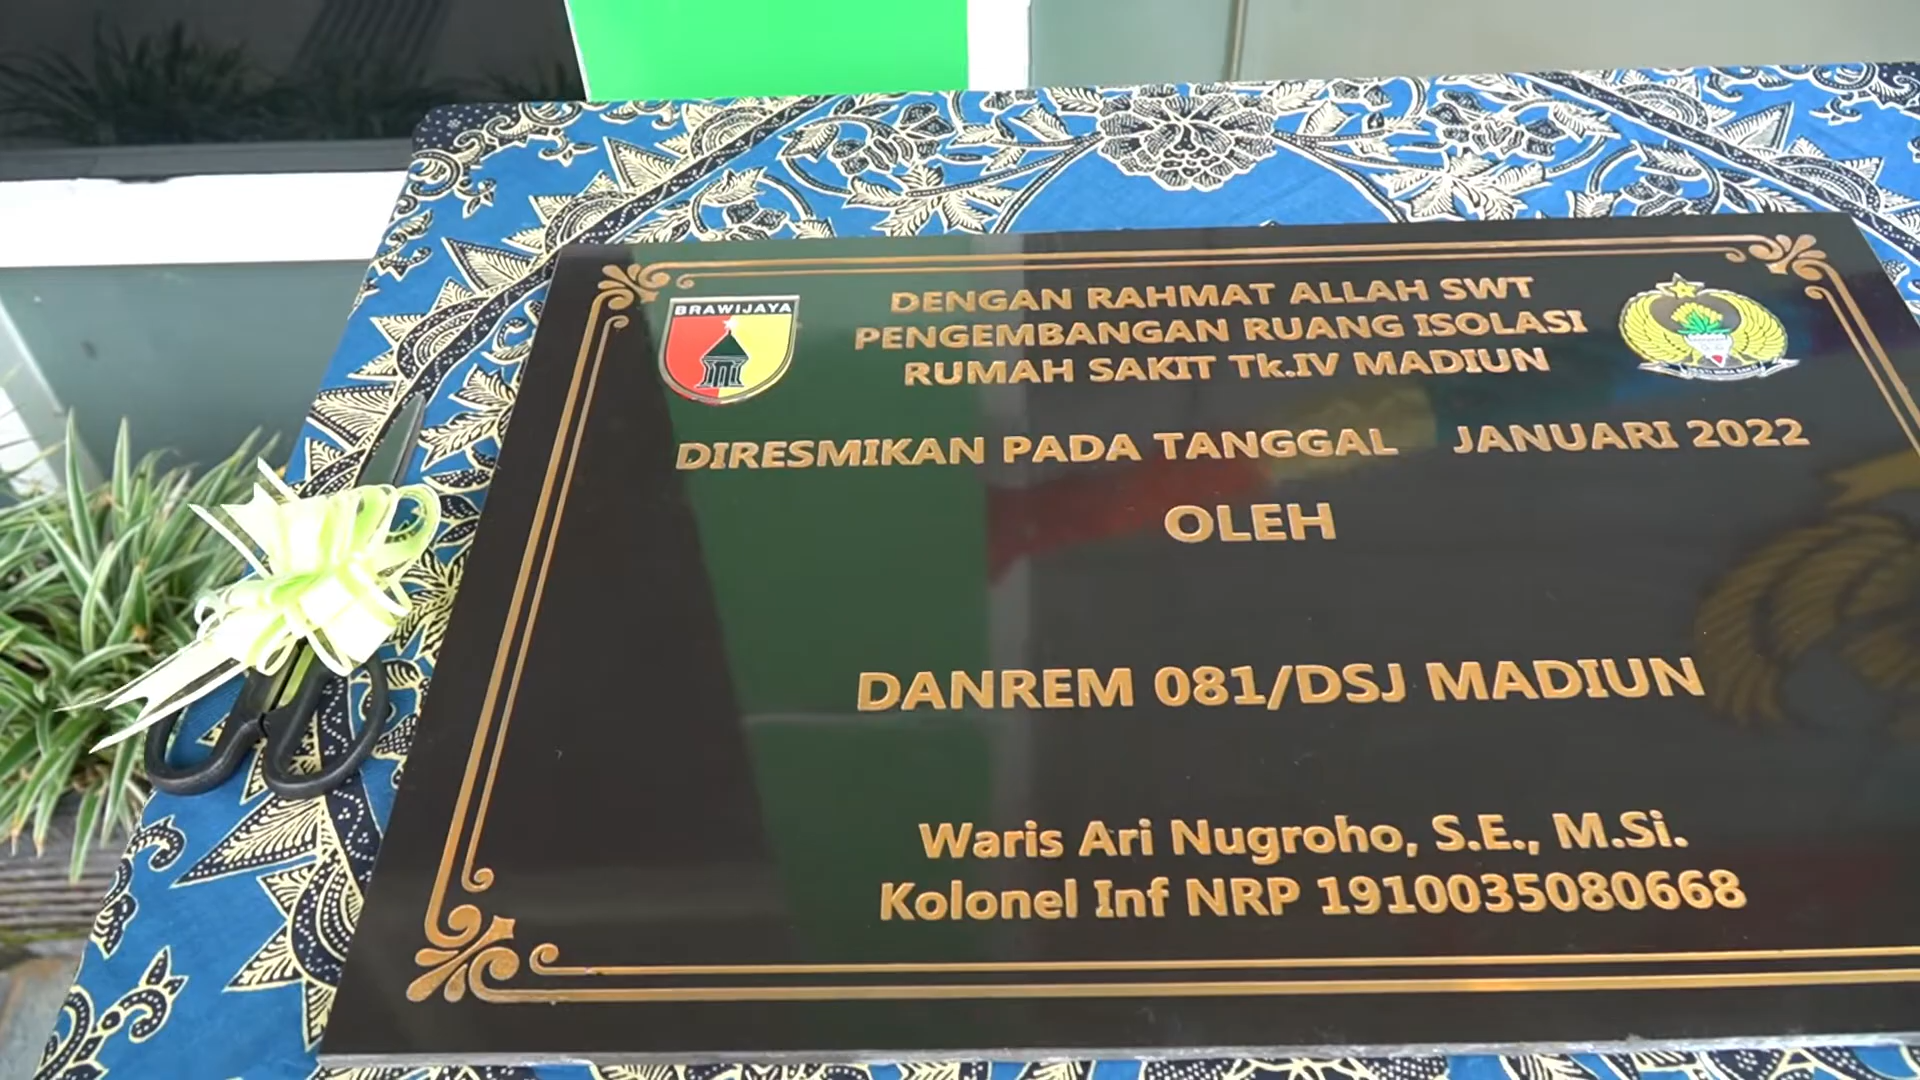 BRAWIJAYA
DENGAN RAHMAT ALLAH SWT
PENGEMBANGAN RUANG ISOLASI
RUMAH SAKIT Tk.IV MADIUN
DIRESMIKAN PADA TANGGAL JANUARI 2022
OLEH
DANREM 081/DSJ MADIUN
Waris Ari Nugroho, S.E., M.Si.
Kolonel Inf NRP 1910035080668